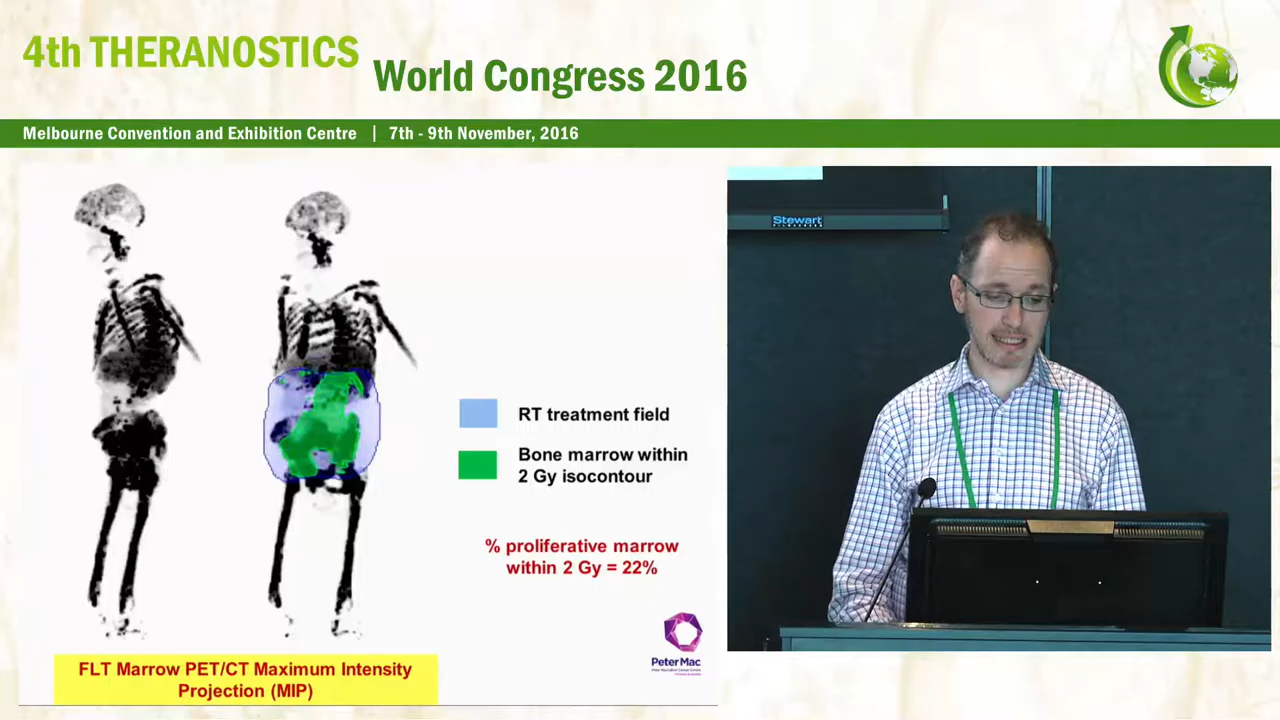 4th THERANOSTICS
World Congress 2016
Melbourne Convention and Exhibition Centre | 7th - 9th November, 2016
Stewart
RT treatment field
Bone marrow within
2 Gy isocontour
% proliferative marrow
within 2 Gy = 22%
Peter Mac
FLT Marrow PET/CT Maximum Intensity
Projection (MIP)